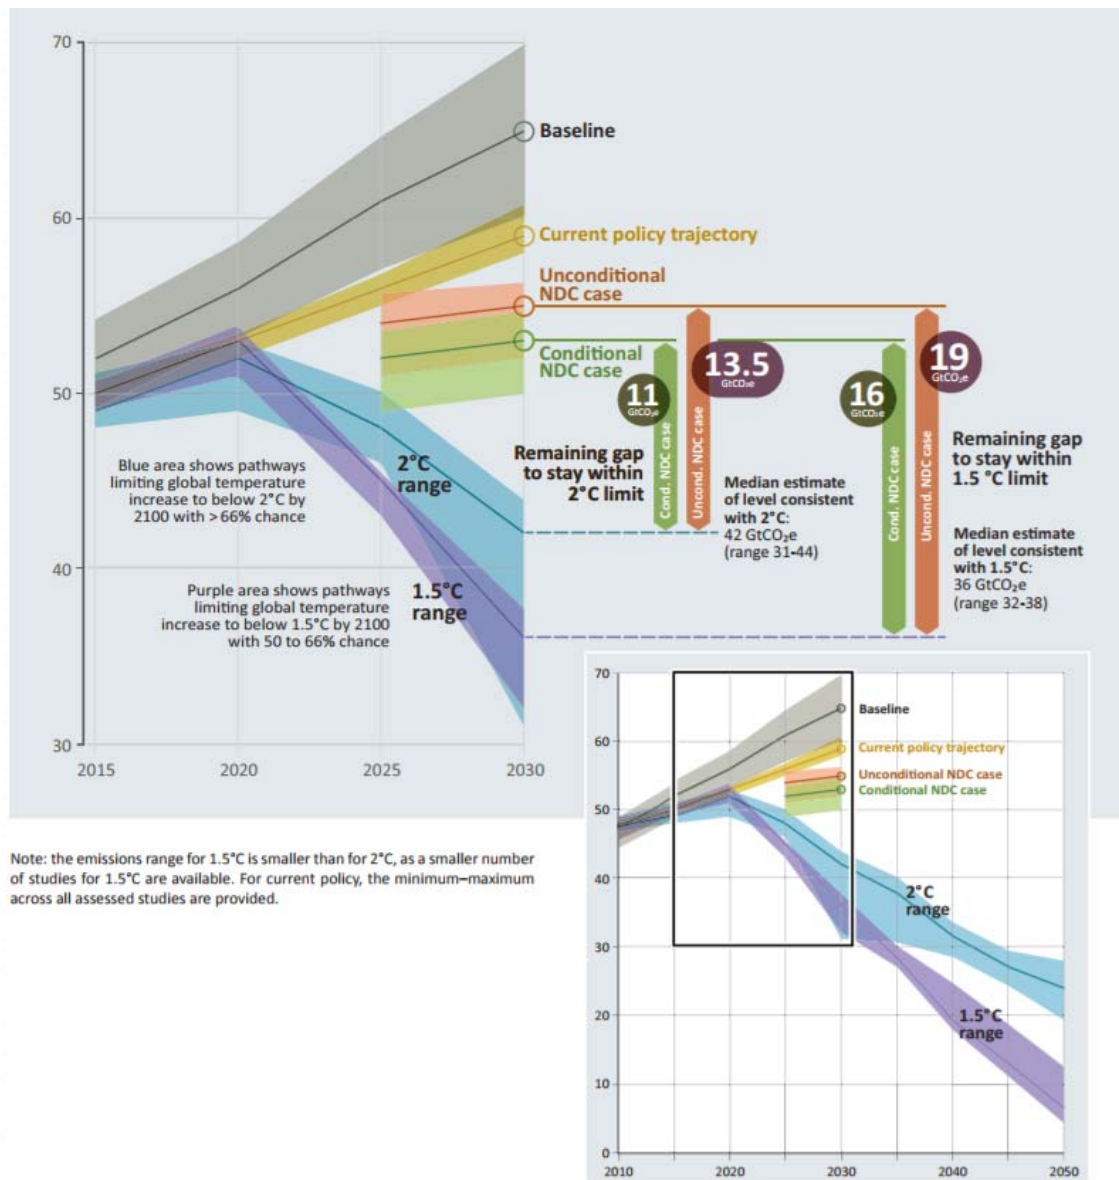 70
60
50
40
30
2015
2020
2025
2030
Baseline
Current policy trajectory
Unconditional
NDC case
Conditional
NDC case
2°C
range
1.5°C
range
Blue area shows pathways
limiting global temperature
increase to below 2°C by
2100 with >66% chance
Purple area shows pathways
limiting global temperature
increase to below 1.5°C by 2100
with 50 to 66% chance
11
GtCO₂e
13.5
GtCO₂e
16
GtCO₂e
19
GtCO₂e
Cond. NDC case
Uncond. NDC case
Cond. NDC case
Uncond. NDC case
Remaining gap
to stay within
2°C limit
Median estimate
of level consistent
with 2°C:
42 GtCO₂e
(range 31-44)
Remaining gap
to stay within
1.5 °C limit
Median estimate
of level consistent
with 1.5°C:
36 GtCO₂e
(range 32-38)
70
60
50
40
30
20
10
0
2010
2020
2030
2040
2050
Baseline
Current policy trajectory
Unconditional NDC case
Conditional NDC case
2°C
range
1.5°C
range
Note: the emissions range for 1.5°C is smaller than for 2°C, as a smaller number
of studies for 1.5°C are available. For current policy, the minimum–maximum
across all assessed studies are provided.